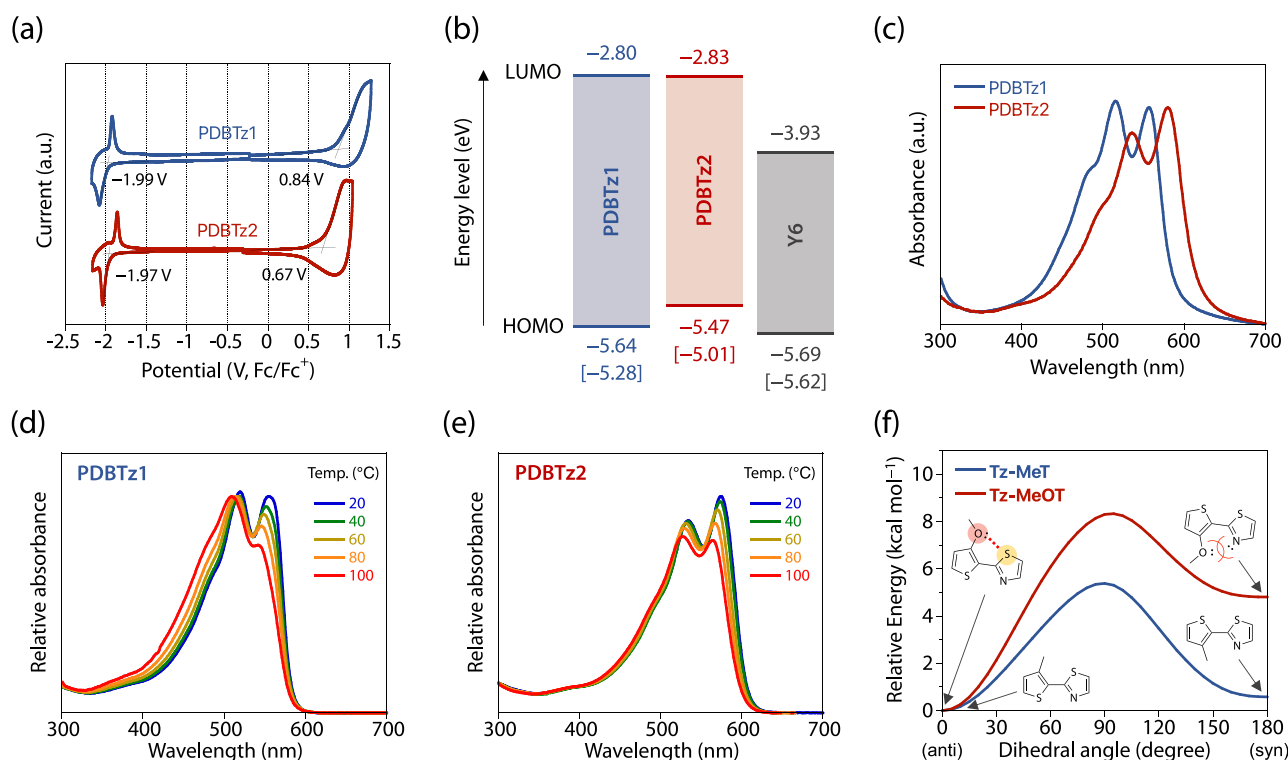 (a)
PDBTz1
−1.99 V
0.84 V
PDBTz2
−1.97 V
0.67 V
Current (a.u.)
-2.5 -2 -1.5 -1 -0.5 0 0.5 1 1.5
Potential (V, Fc/Fc⁺)
(b)
−2.80
−2.83
LUMO
−3.93
Energy level (eV)
PDBTz1
PDBTz2
Y6
HOMO
−5.64
[−5.28]
−5.47
[−5.01]
−5.69
[−5.62]
(c)
PDBTz1
PDBTz2
Absorbance (a.u.)
300 400 500 600 700
Wavelength (nm)
(d)
PDBTz1
Temp. (°C)
20
40
60
80
100
Relative absorbance
300 400 500 600 700
Wavelength (nm)
(e)
PDBTz2
Temp. (°C)
20
40
60
80
100
Relative absorbance
300 400 500 600 700
Wavelength (nm)
(f)
Tz-MeT
Tz-MeOT
Relative Energy (kcal mol⁻¹)
10
8
6
4
2
0
O
S
S
N
S
S
O
N
S
S
N
S
S
N
0 30 60 90 120 150 180
(anti) Dihedral angle (degree) (syn)